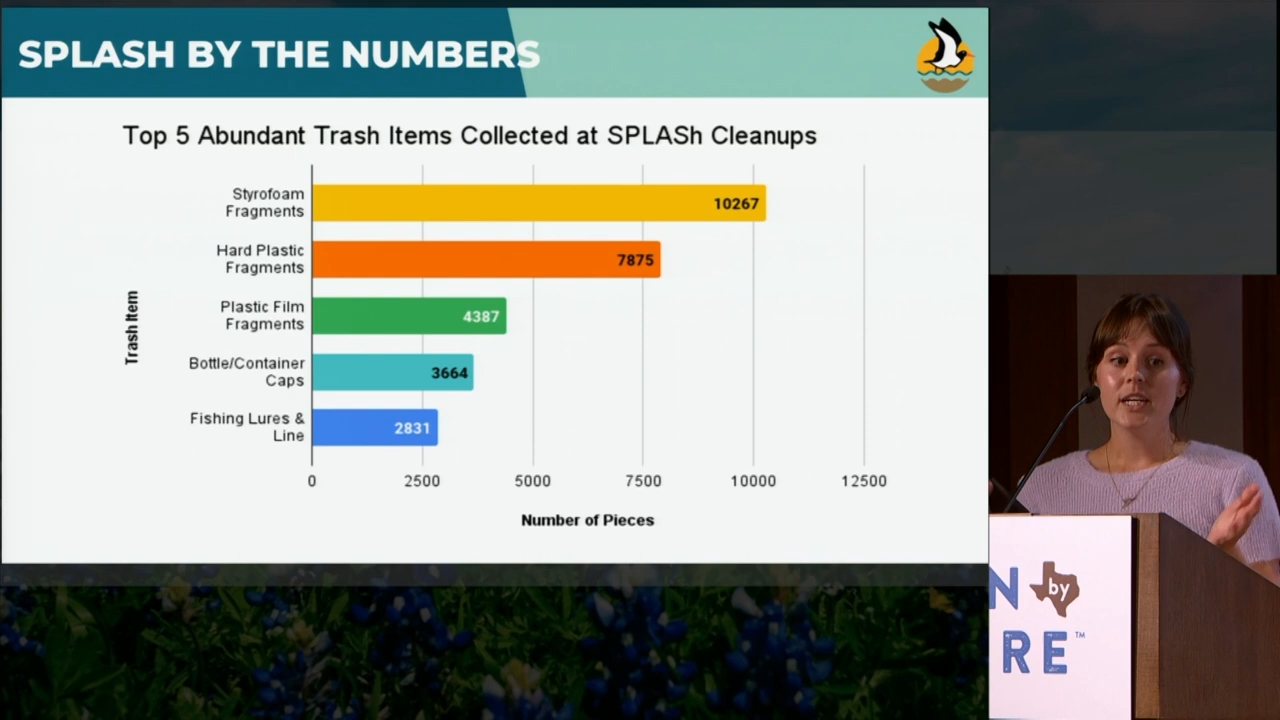 SPLASH BY THE NUMBERS
Top 5 Abundant Trash Items Collected at SPLASh Cleanups
Trash Item
Styrofoam
Fragments
10267
Hard Plastic
Fragments
7875
Plastic Film
Fragments
4387
Bottle/Container
Caps
3664
Fishing Lures &
Line
2831
0 2500 5000 7500 10000 12500
Number of Pieces
N by
RE™